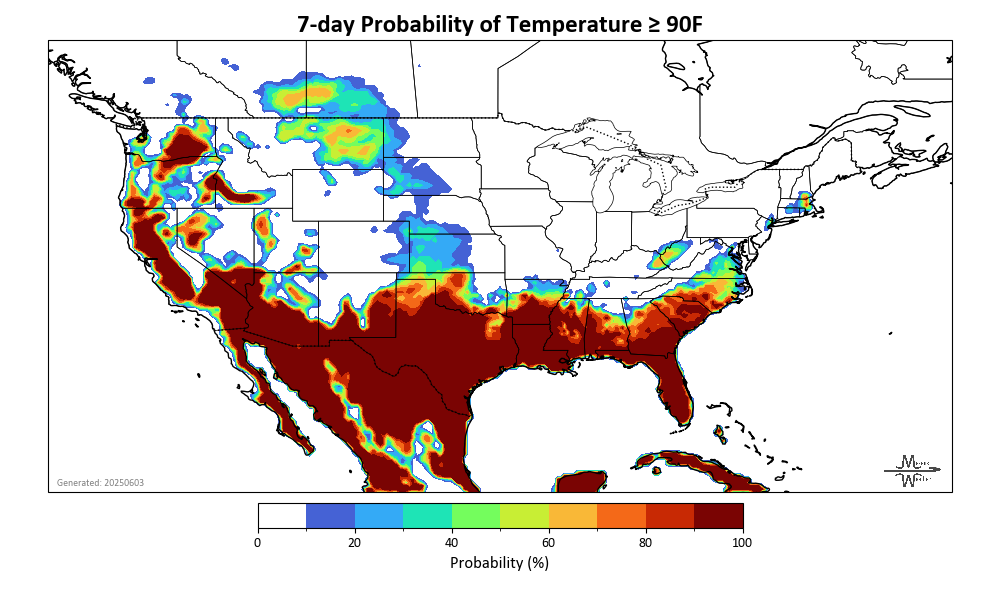 7-day Probability of Temperature ≥ 90F
Generated: 20250603
0 20 40 60 80 100
Probability (%)